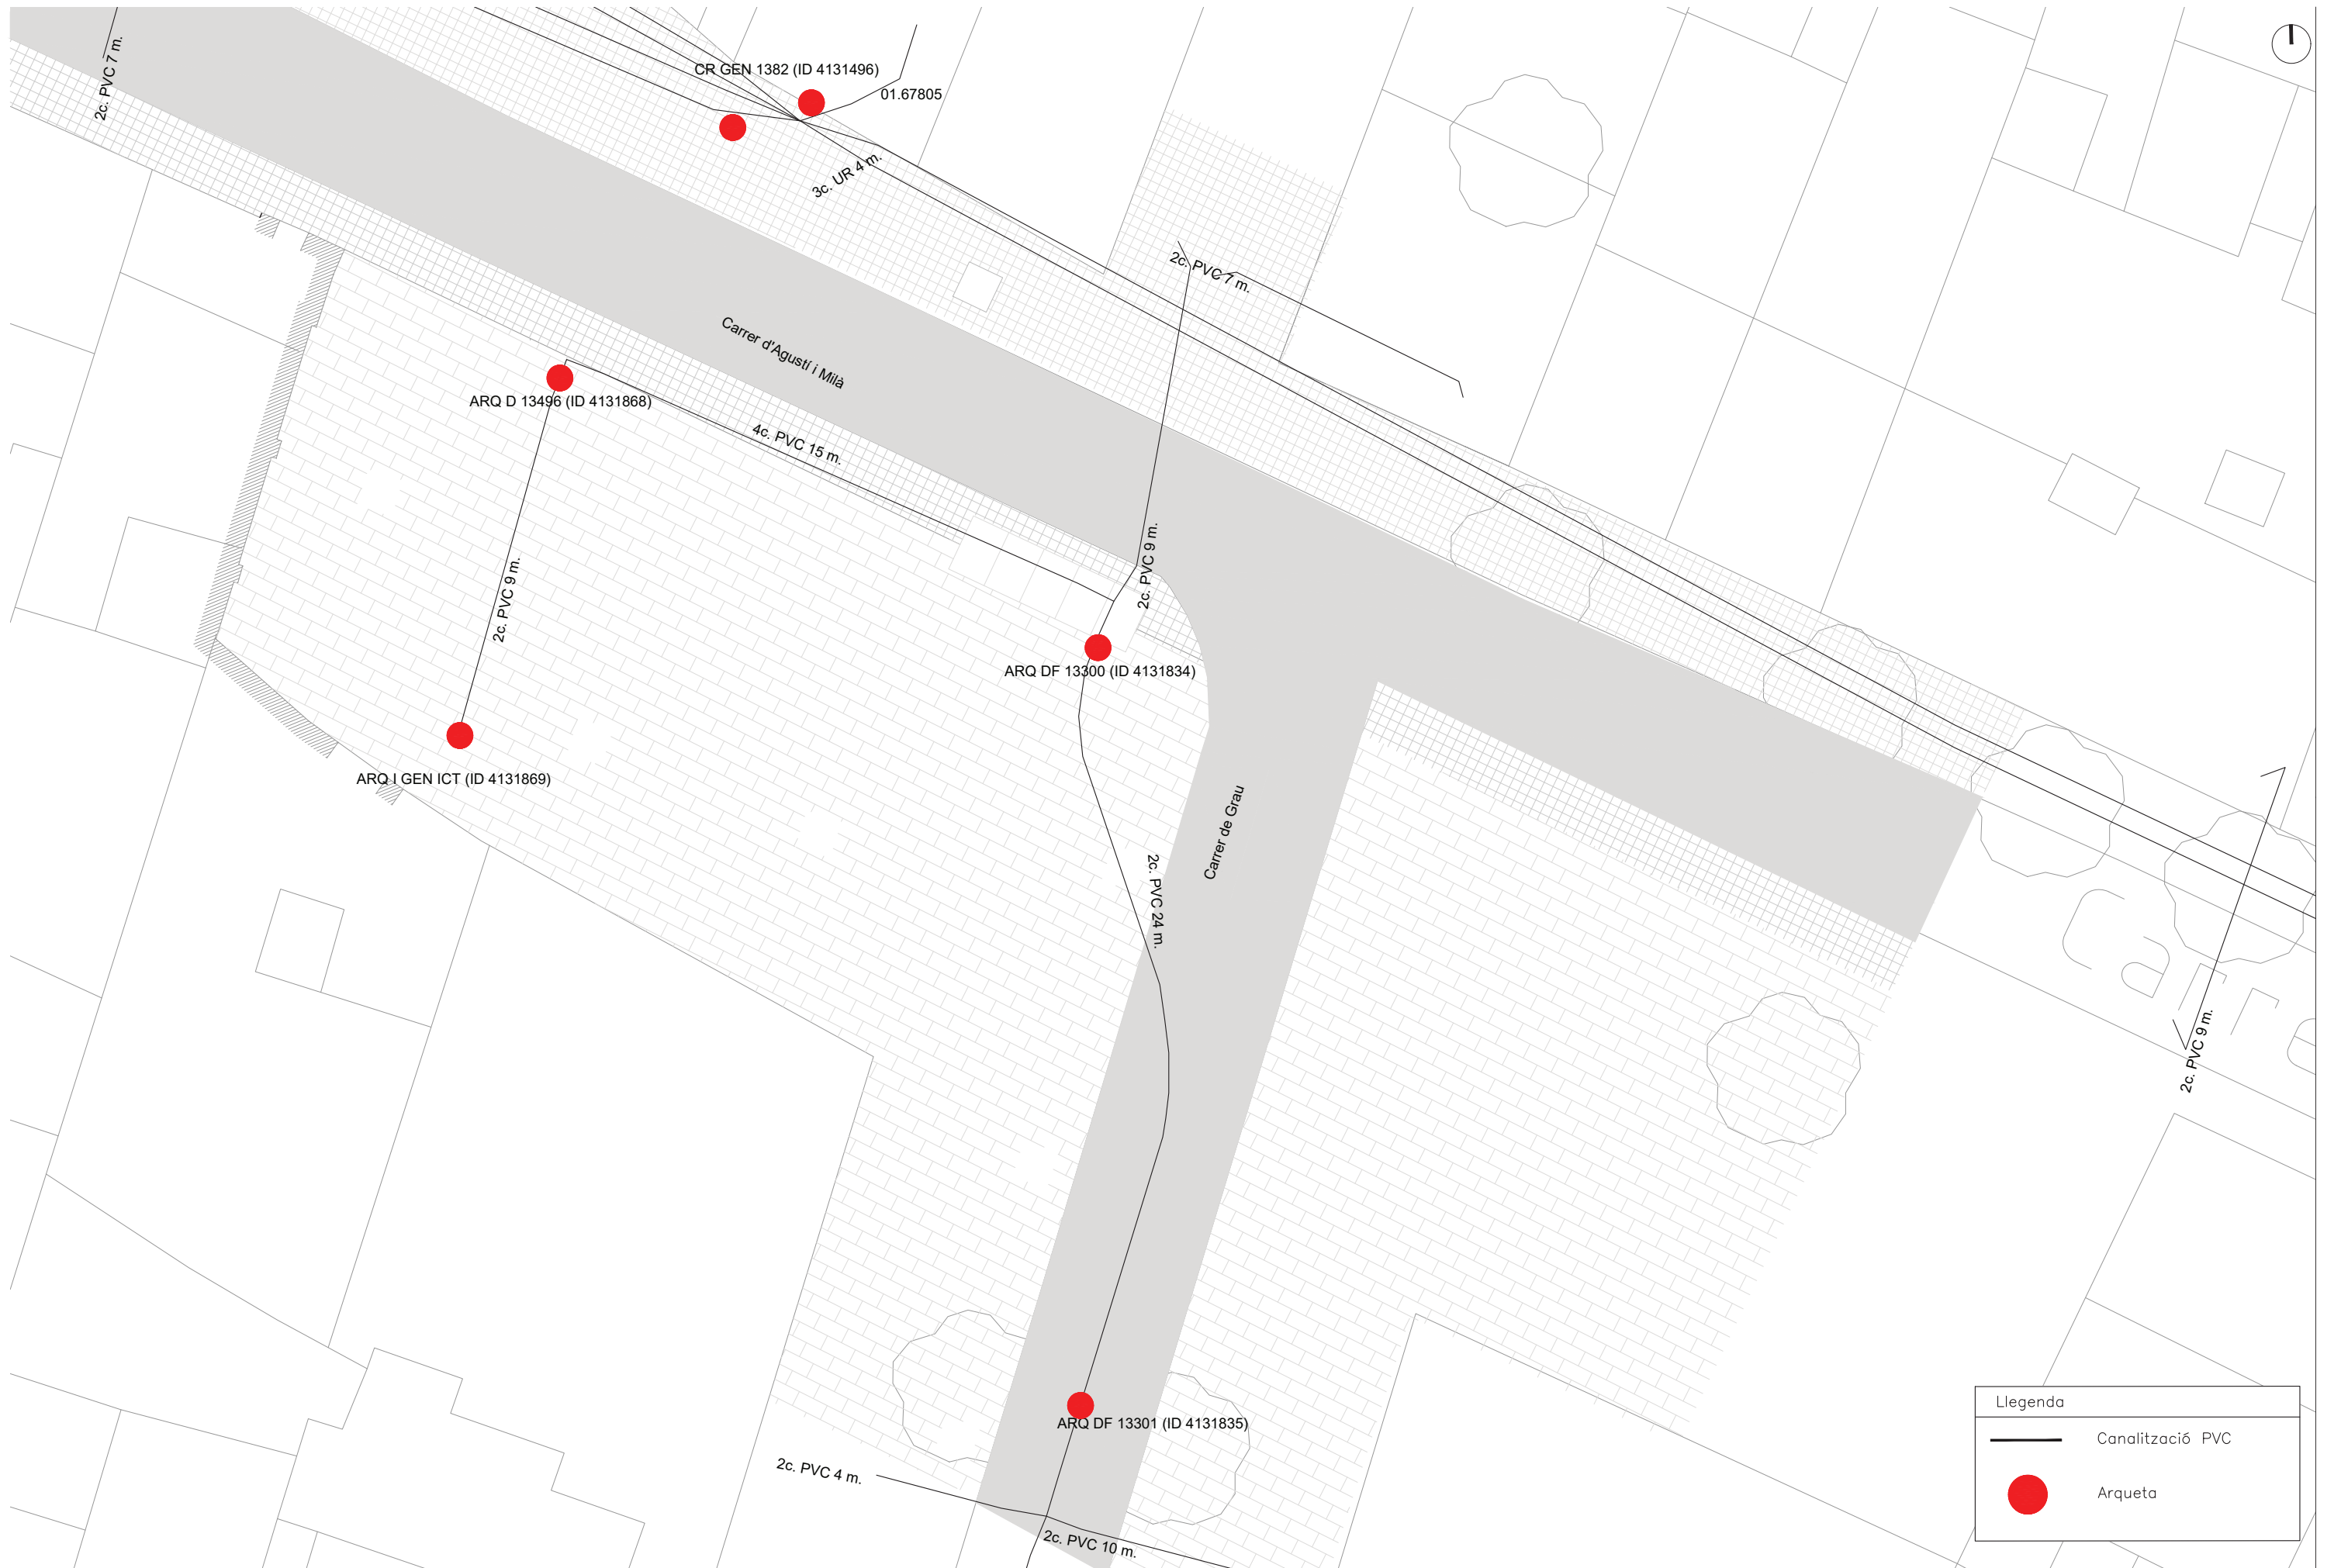 2c. PVC 7 m.
CR GEN 1382 (ID 4131496)
01.67805
3c. UR 4 m.
2c. PVC 7 m.
Carrer d'Agustí i Milà
ARQ D 13496 (ID 4131868)
4c. PVC 15 m.
2c. PVC 9 m.
2c. PVC 9 m.
ARQ DF 13300 (ID 4131834)
ARQ I GEN ICT (ID 4131869)
Carrer de Grau
2c. PVC 24 m.
Carre
2c. PVC 9 m.
ARQ DF 13301 (ID 4131835)
2c. PVC 4 m.
2c. PVC 10 m.
Llegenda
Canalització PVC
Arqueta